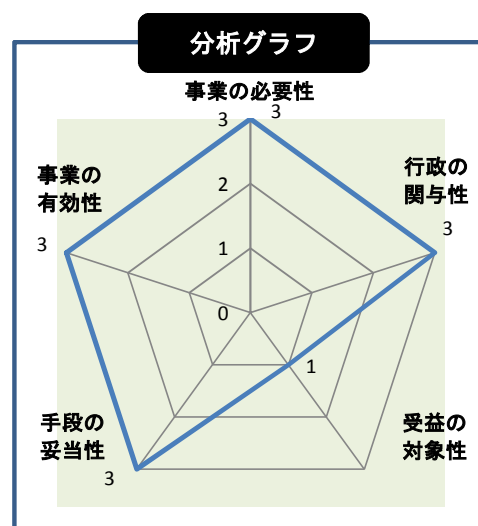 分析グラフ
事業の必要性
3
3
行政の
関与性
3
事業の
有効性
3
2
1
0
1
手段の
妥当性
3
受益の
対象性